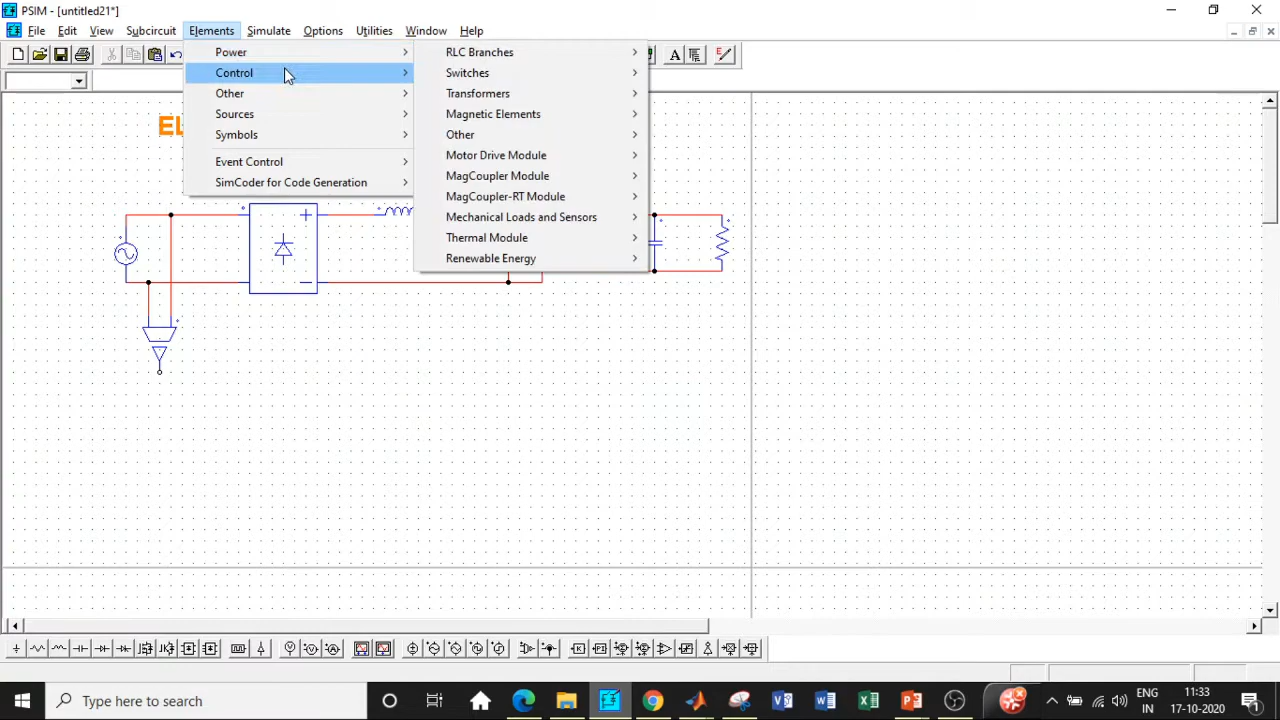 PSIM - [untitled21*]
File Edit View Subcircuit Elements Simulate Options Utilities Window Help
Power
Control
Other
Sources
Symbols
Event Control
SimCoder for Code Generation
RLC Branches
Switches
Transformers
Magnetic Elements
Other
Motor Drive Module
MagCoupler Module
MagCoupler-RT Module
Mechanical Loads and Sensors
Thermal Module
Renewable Energy
A
K PI
Type here to search
ENG
IN
11:33
17-10-2020